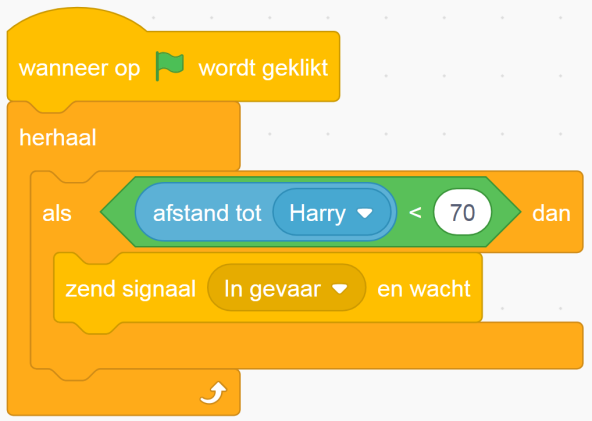 wanneer op wordt geklikt
herhaal
als afstand tot Harry < 70 dan
zend signaal In gevaar en wacht